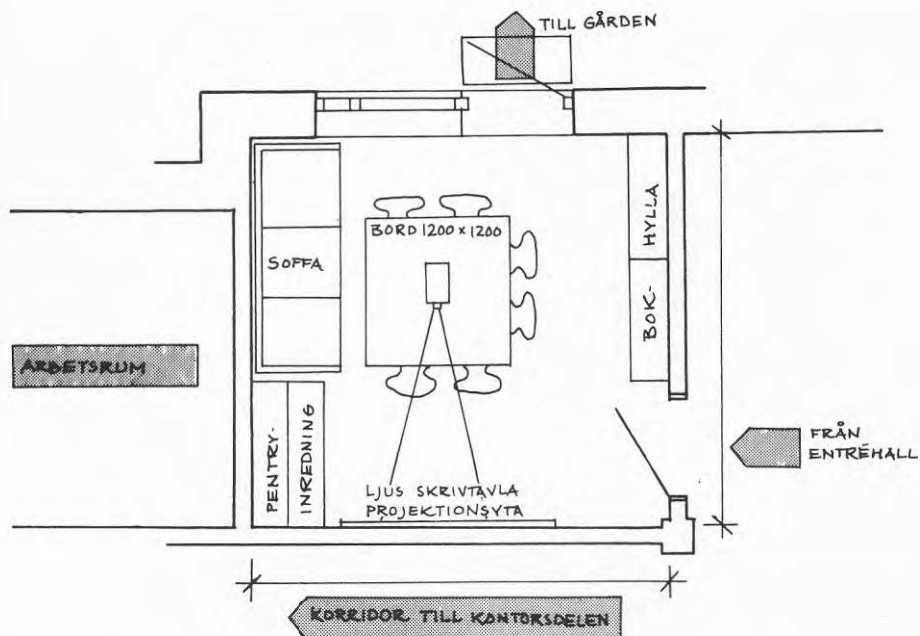 TILL GÅRDEN
BORD 1200 x 1200
HYLLA
BOK-
SOFFA
ARBETSRUM
PENTRY-
INREDNING
LJUS SKRIVTAVLA
PROJEKTIONSYTA
FRÅN
ENTRÉHALL
KORRIDOR TILL KONTORSDELEN